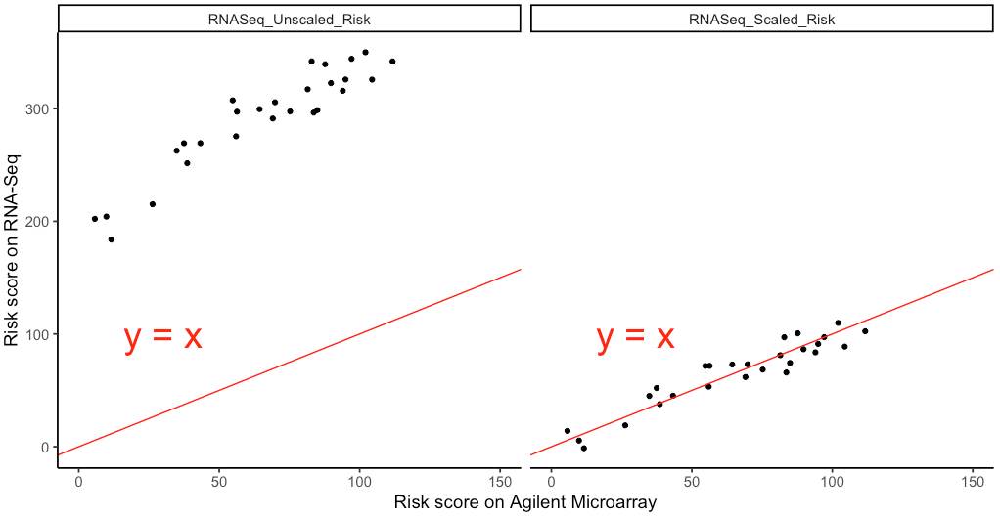 RNASeq_Unscaled_Risk
RNASeq_Scaled_Risk
Risk score on RNA-Seq
300
200
100
0
y = x
y = x
0
50
100
150
0
50
100
150
Risk score on Agilent Microarray